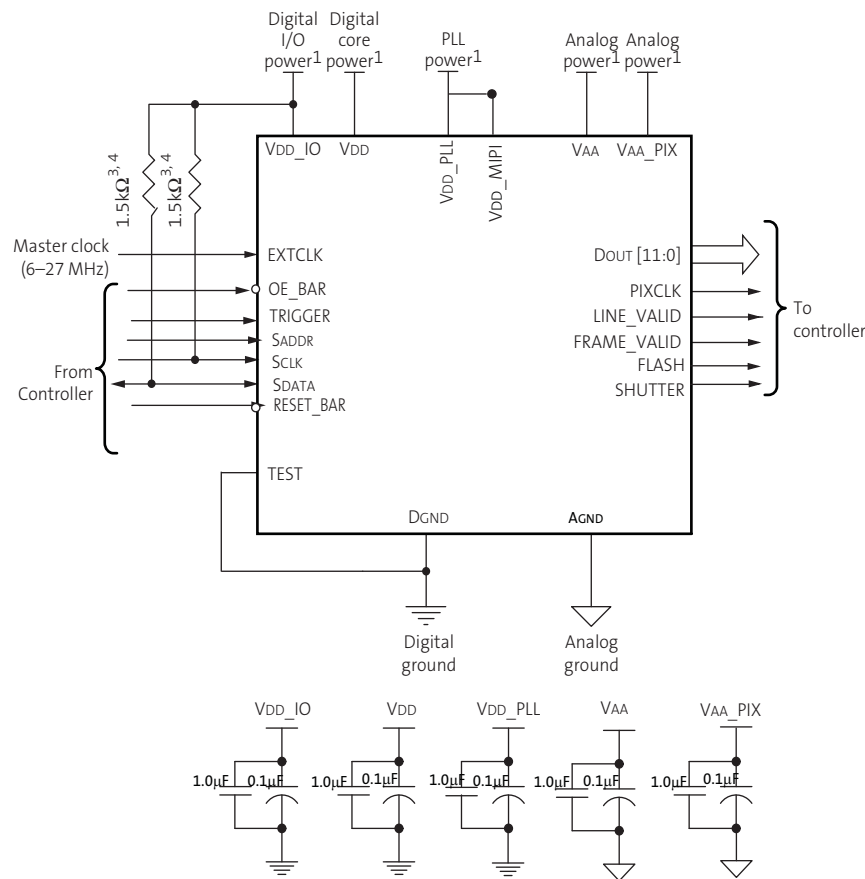 Digital
I/O
power1
Digital
core
power1
PLL
power1
Analog
power1
Analog
power1
1.5kΩ3, 4
1.5kΩ3, 4
VDD_IO
VDD
VDD_PLL
VDD_MIPI
VAA
VAA_PIX
Master clock
(6–27 MHz)
From
Controller
EXTCLK
OE_BAR
TRIGGER
SADDR
SCLK
SDATA
RESET_BAR
TEST
DOUT [11:0]
PIXCLK
LINE_VALID
FRAME_VALID
FLASH
SHUTTER
To
controller
DGND
AGND
Digital
ground
Analog
ground
VDD_IO
VDD
VDD_PLL
VAA
VAA_PIX
1.0µF
0.1µF
1.0µF
0.1µF
1.0µF
0.1µF
1.0µF
0.1µF
1.0µF
0.1µF